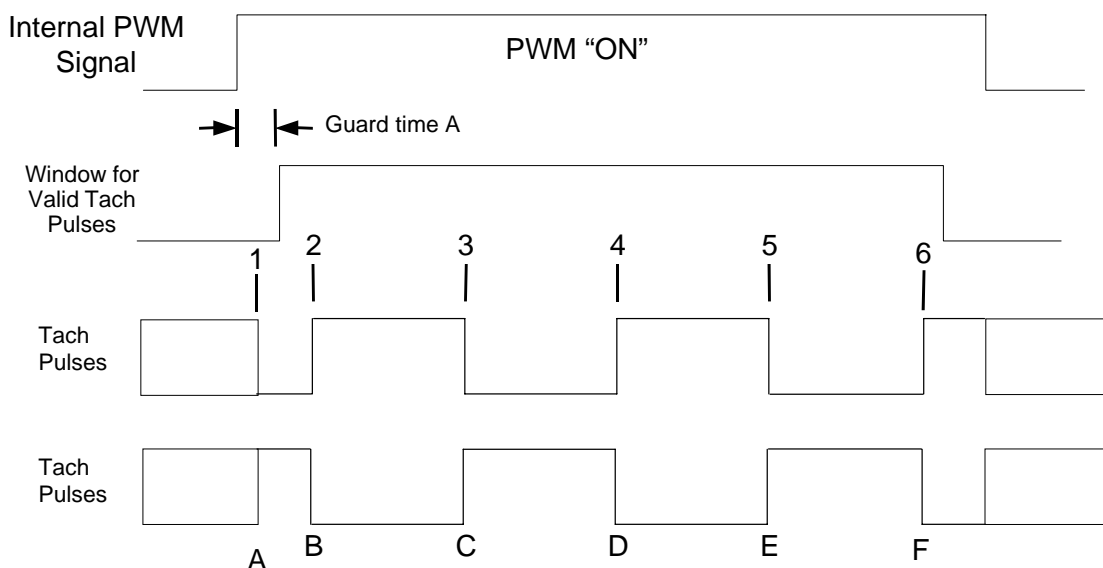 Internal PWM
Signal
PWM “ON”
Guard time A
Window for
Valid Tach
Pulses
1
2
3
4
5
6
Tach
Pulses
Tach
Pulses
A
B
C
D
E
F